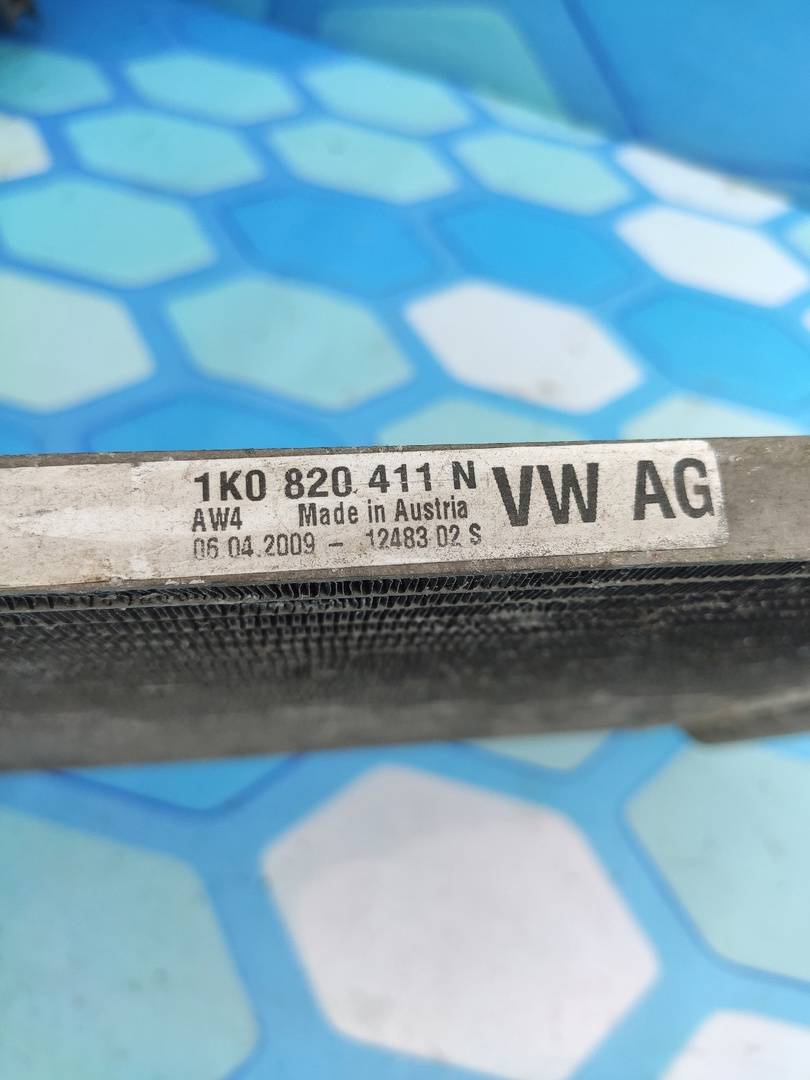 1K0 820 411 N VW AG
AW4 Made in Austria
06 04 2009 - 12483 02 S